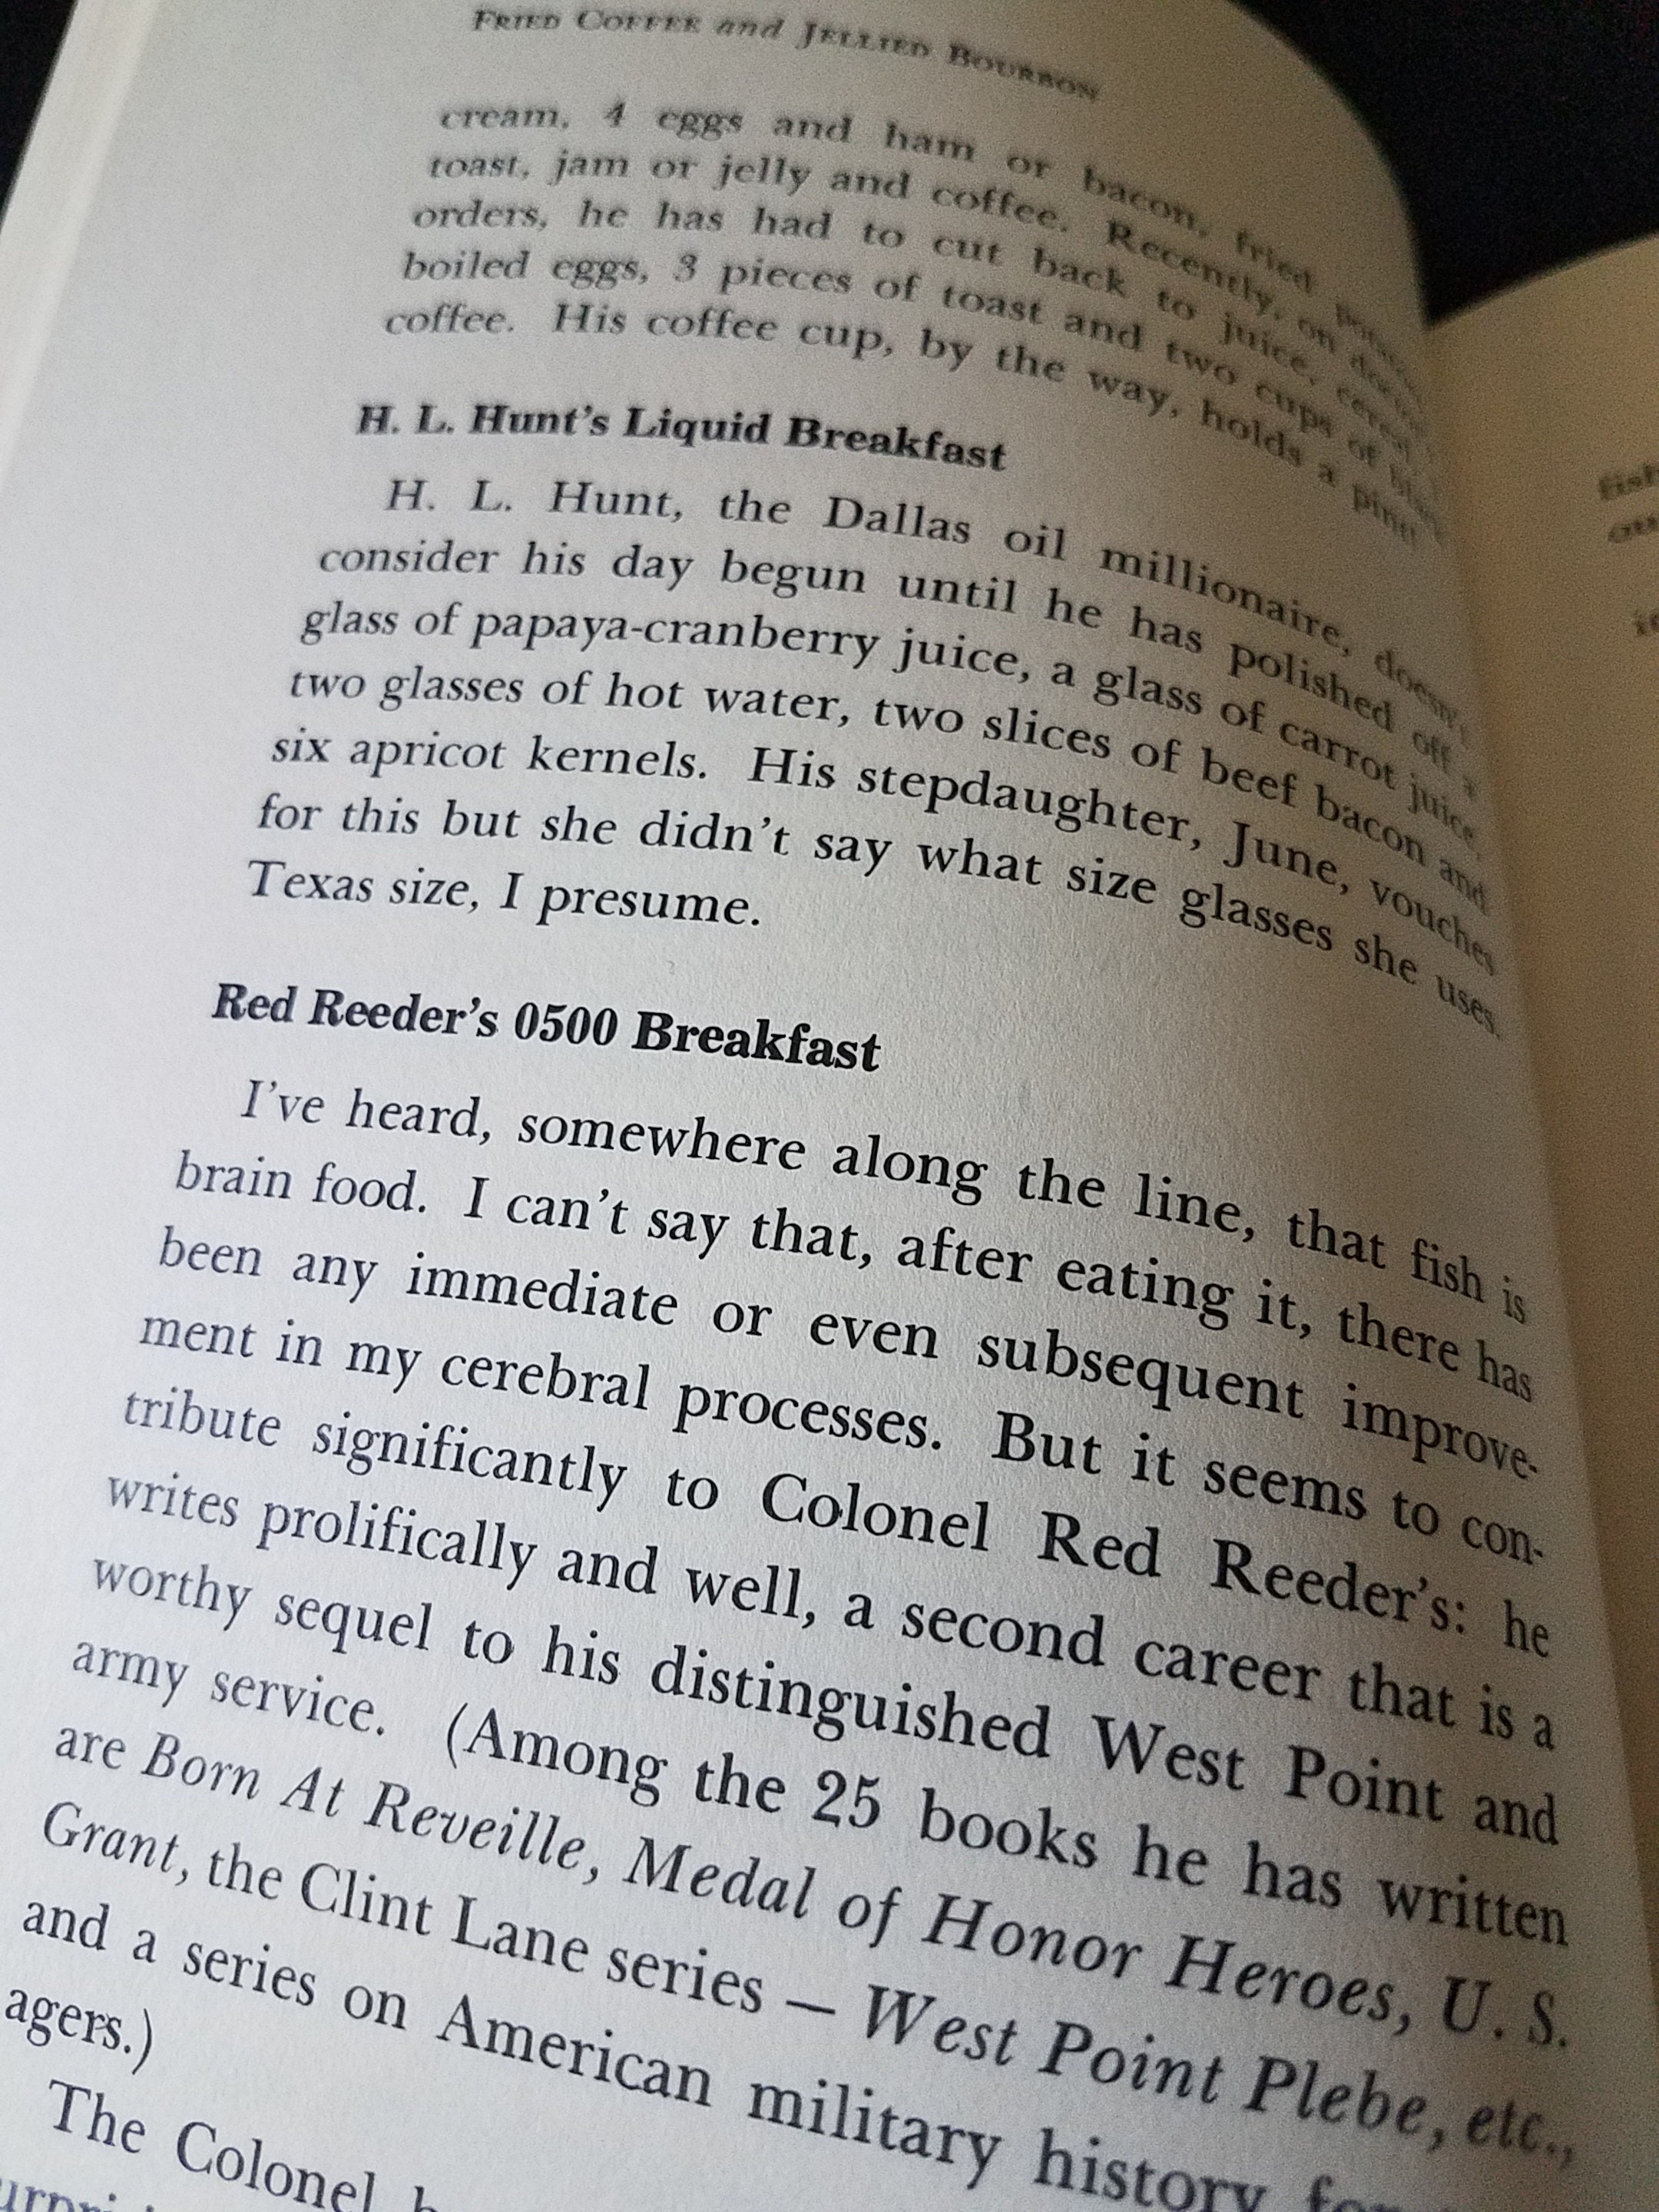 FRIED COFFEE and JELLIED BOURBON
cream, 4 eggs and ham or bacon, fried
toast, jam or jelly and coffee. Recently, on
orders, he has had to cut back to juice, cereal,
boiled eggs, 3 pieces of toast and two cups of black
coffee. His coffee cup, by the way, holds a pint!
H. L. Hunt's Liquid Breakfast
H. L. Hunt, the Dallas oil millionaire, doesn't
consider his day begun until he has polished off a
glass of papaya-cranberry juice, a glass of carrot juice,
two glasses of hot water, two slices of beef bacon and
six apricot kernels. His stepdaughter, June, vouches
for this but she didn't say what size glasses she uses.
Texas size, I presume.
Red Reeder's 0500 Breakfast
I've heard, somewhere along the line, that fish is
brain food. I can't say that, after eating it, there has
been any immediate or even subsequent improve-
ment in my cerebral processes. But it seems to con-
tribute significantly to Colonel Red Reeder's: he
writes prolifically and well, a second career that is a
worthy sequel to his distinguished West Point and
army service. (Among the 25 books he has written
are Born At Reveille, Medal of Honor Heroes, U. S.
Grant, the Clint Lane series — West Point Plebe, etc.,
and a series on American military history
agers.)
The Colonel
fish